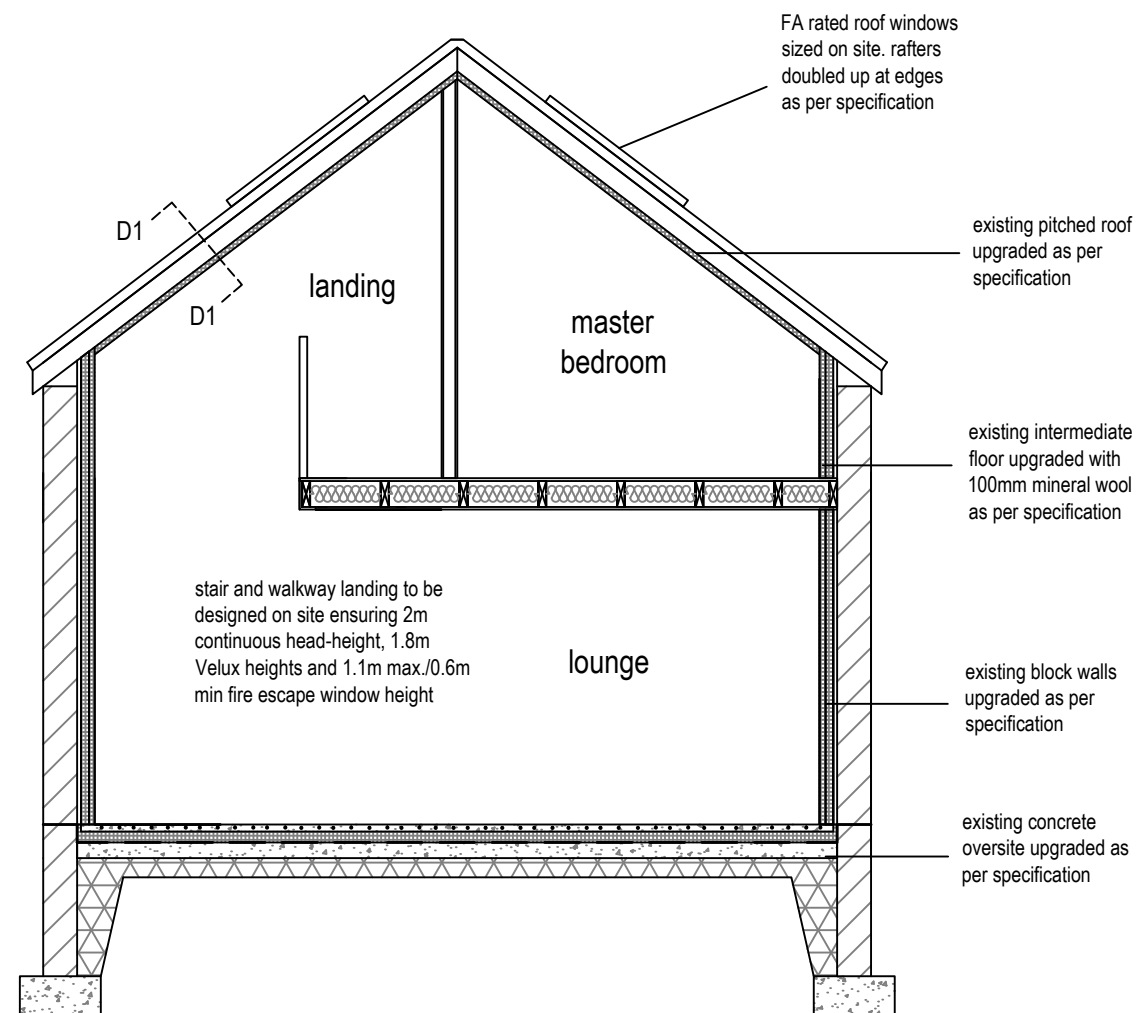 FA rated roof windows
sized on site. rafters
doubled up at edges
as per specification
D1
D1
landing
master
bedroom
existing pitched roof
upgraded as per
specification
existing intermediate
floor upgraded with
100mm mineral wool
as per specification
stair and walkway landing to be
designed on site ensuring 2m
continuous head-height, 1.8m
Velux heights and 1.1m max./0.6m
min fire escape window height
lounge
existing block walls
upgraded as per
specification
existing concrete
oversite upgraded as
per specification